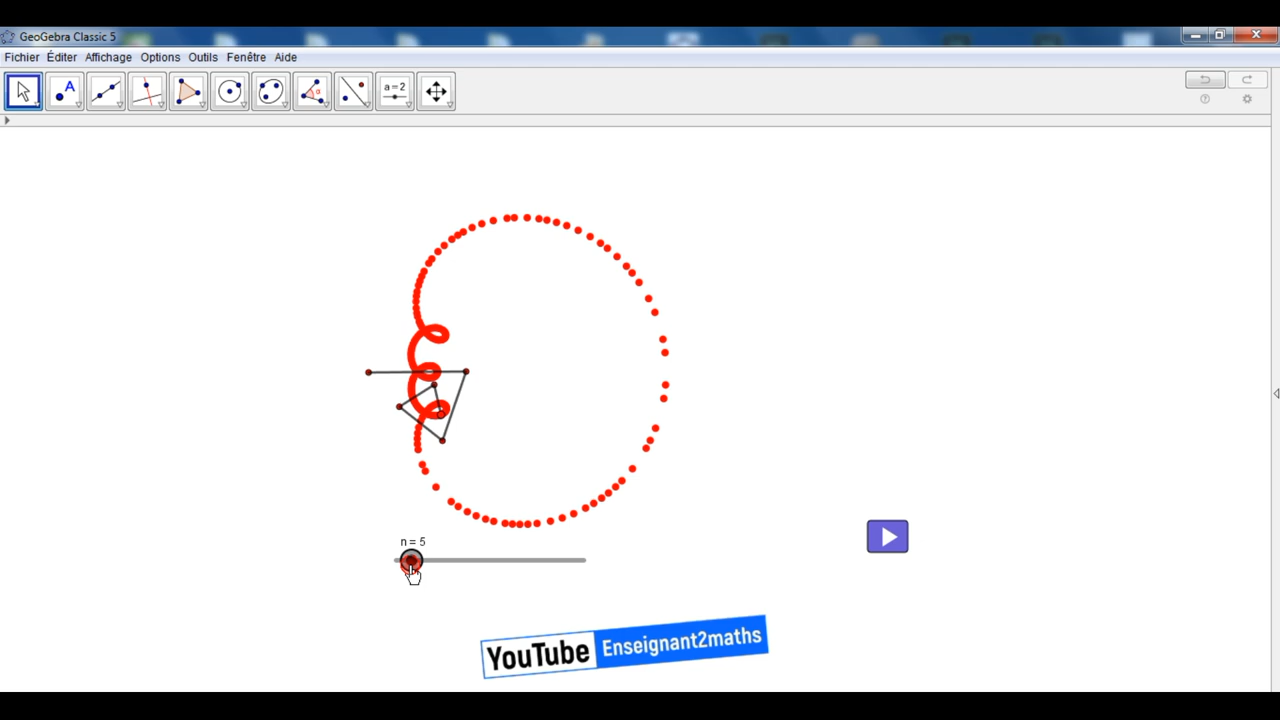 GeoGebra Classic 5
Fichier Éditer Affichage Options Outils Fenêtre Aide
A
α
a = 2
n = 5
YouTube Enseignant2maths